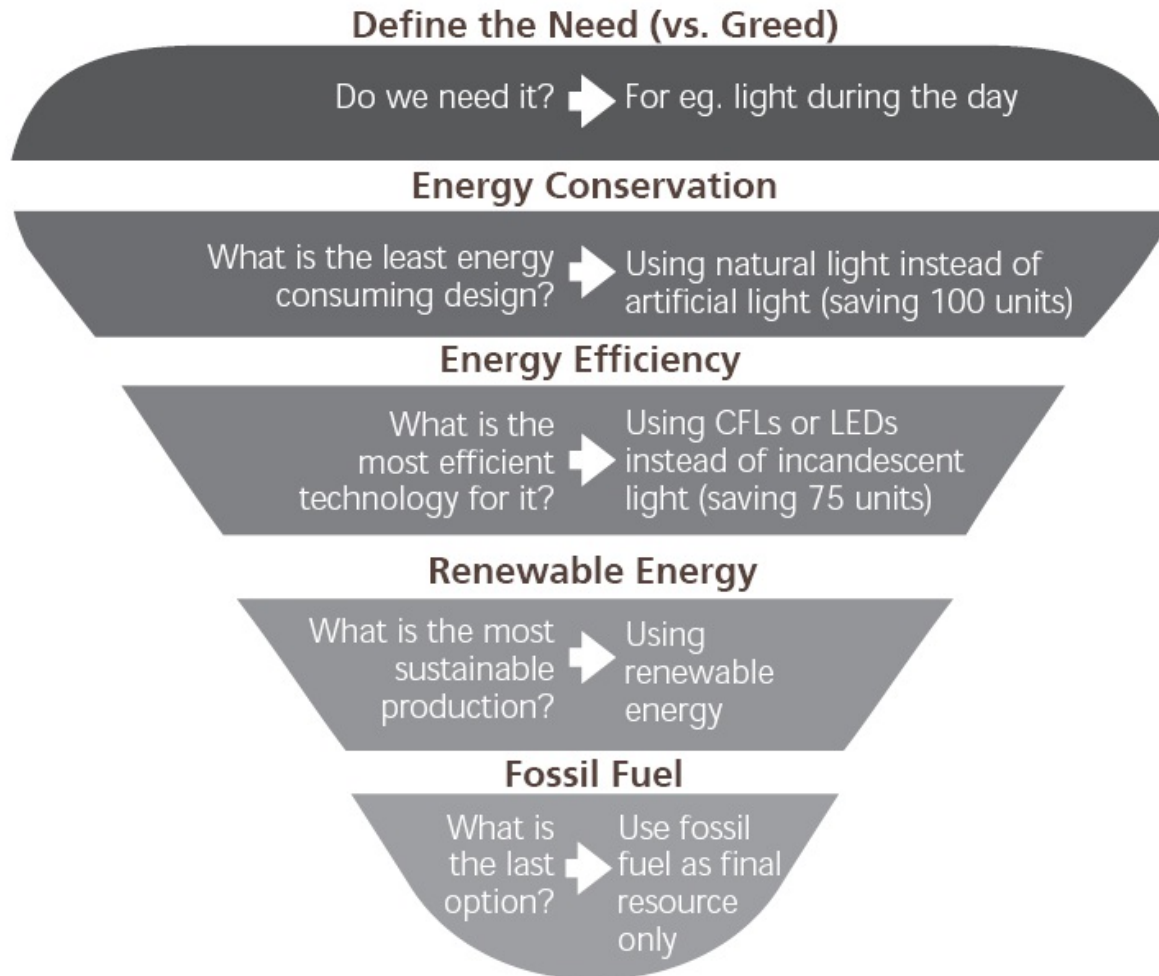 Define the Need (vs. Greed)
Do we need it?
For eg. light during the day
Energy Conservation
What is the least energy
consuming design?
Using natural light instead of
artificial light (saving 100 units)
Energy Efficiency
What is the
most efficient
technology for it?
Using CFLs or LEDs
instead of incandescent
light (saving 75 units)
Renewable Energy
What is the most
sustainable
production?
Using
renewable
energy
Fossil Fuel
What is
the last
option?
Use fossil
fuel as final
resource
only